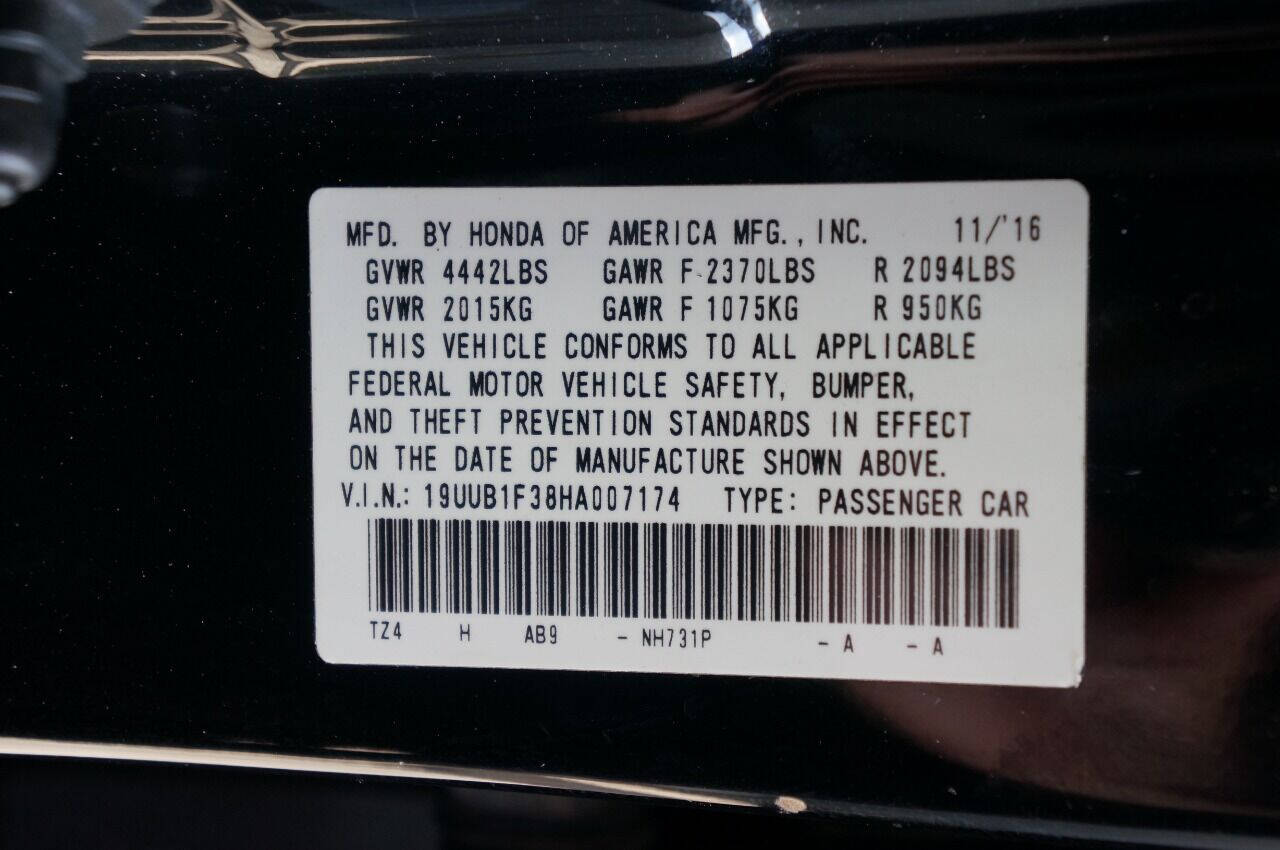 MFD. BY HONDA OF AMERICA MFG., INC. 11/'16
GVWR 4442LBS GAWR F 2370LBS R 2094LBS
GVWR 2015KG GAWR F 1075KG R 950KG
THIS VEHICLE CONFORMS TO ALL APPLICABLE
FEDERAL MOTOR VEHICLE SAFETY, BUMPER,
AND THEFT PREVENTION STANDARDS IN EFFECT
ON THE DATE OF MANUFACTURE SHOWN ABOVE.
V.I.N.: 19UUB1F38HA007174 TYPE: PASSENGER CAR
TZ4 H AB9 - NH731P - A - A